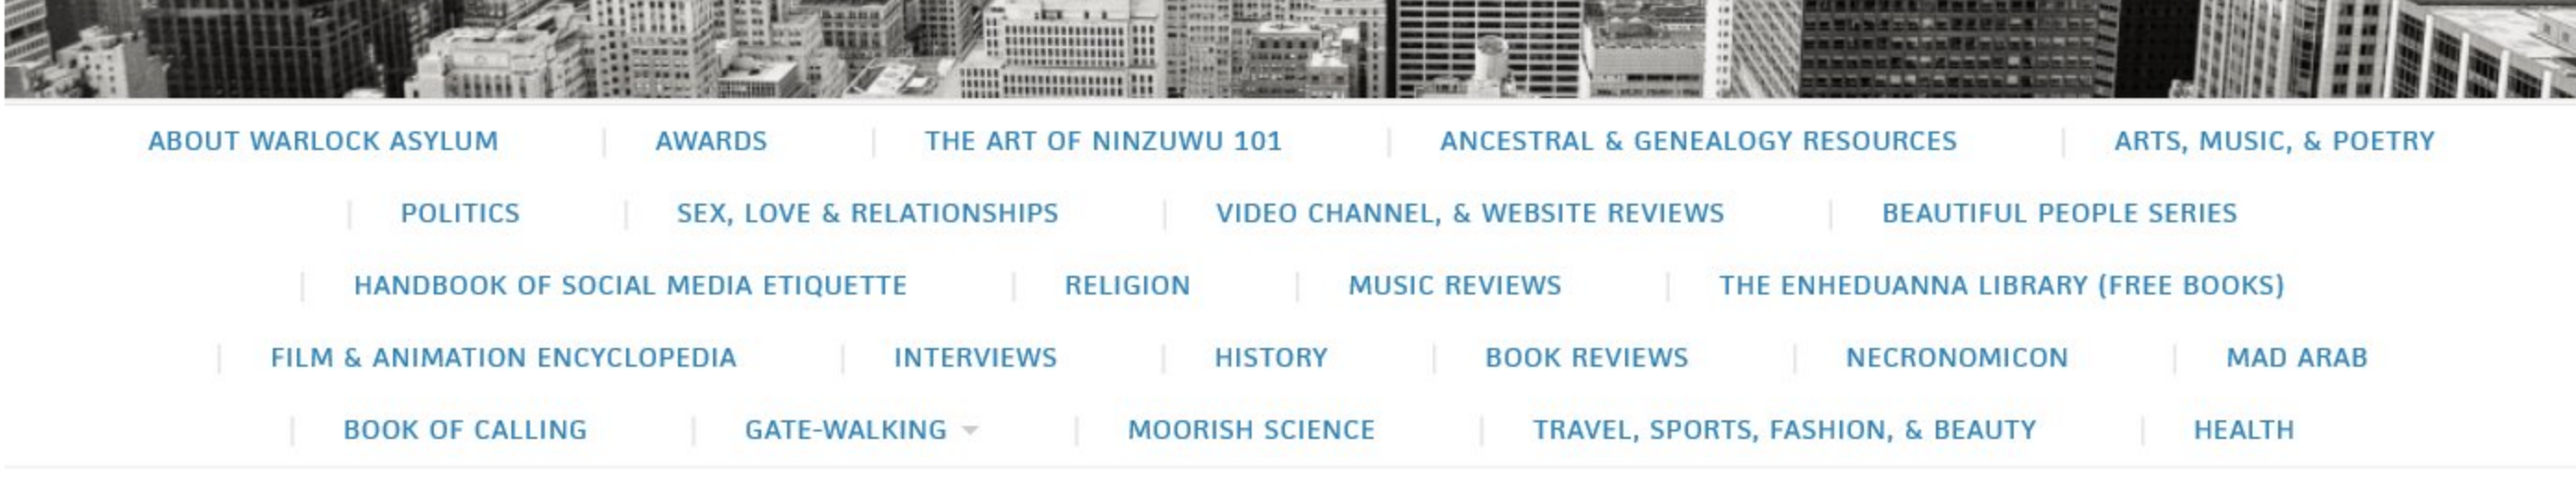 ABOUT WARLOCK ASYLUM | AWARDS | THE ART OF NINZUWU 101 | ANCESTRAL & GENEALOGY RESOURCES | ARTS, MUSIC, & POETRY
| POLITICS | SEX, LOVE & RELATIONSHIPS | VIDEO CHANNEL, & WEBSITE REVIEWS | BEAUTIFUL PEOPLE SERIES
| HANDBOOK OF SOCIAL MEDIA ETIQUETTE | RELIGION | MUSIC REVIEWS | THE ENHEDUANNA LIBRARY (FREE BOOKS)
| FILM & ANIMATION ENCYCLOPEDIA | INTERVIEWS | HISTORY | BOOK REVIEWS | NECRONOMICON | MAD ARAB
| BOOK OF CALLING | GATE-WALKING | MOORISH SCIENCE | TRAVEL, SPORTS, FASHION, & BEAUTY | HEALTH